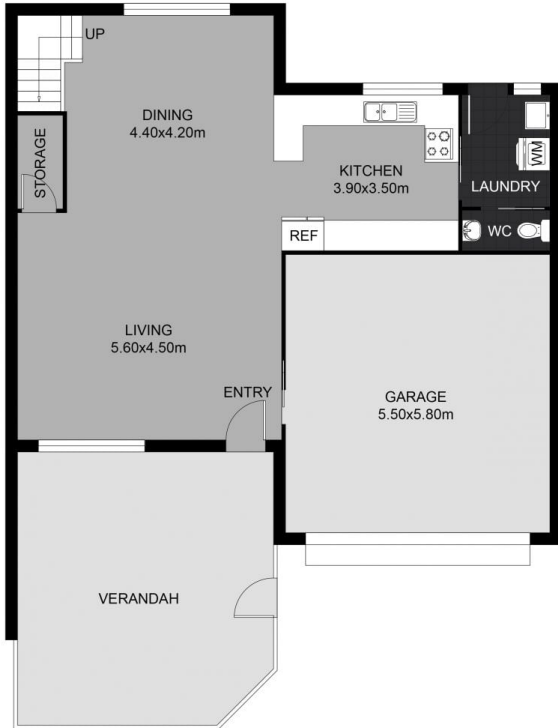 UP
DINING
4.40x4.20m
STORAGE
KITCHEN
3.90x3.50m
WM
LAUNDRY
REF
WC
LIVING
5.60x4.50m
ENTRY
GARAGE
5.50x5.80m
VERANDAH